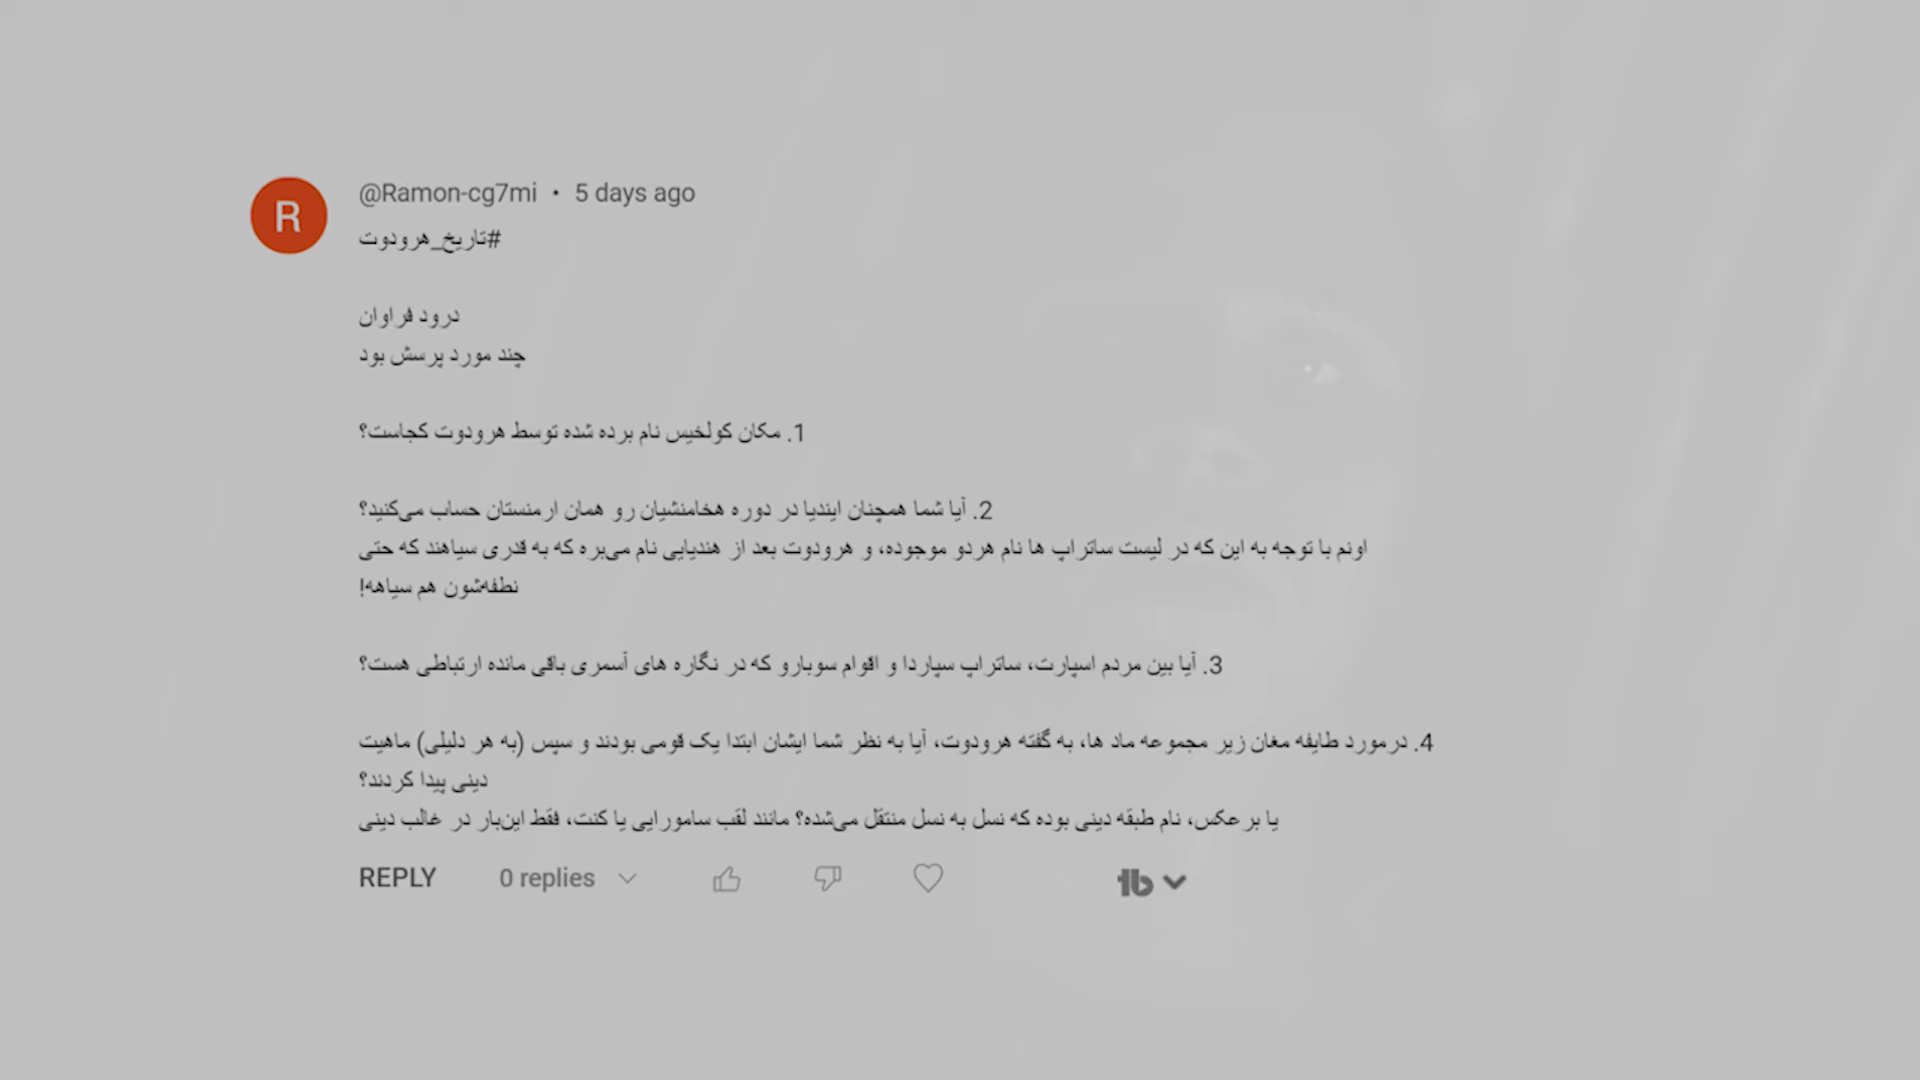 @Ramon-cg7mi • 5 days ago
#تاریخ_هرودوت
درود فراوان
چند مورد پرسش بود
1. مکان کولخیس نام برده شده توسط هرودوت کجاست؟
2. آیا شما همچنان ایندیا در دوره هخامنشیان رو همان ارمنستان حساب می‌کنید؟
اونم با توجه به این که در لیست ساتراپ ها نام هردو موجوده، و هرودوت بعد از هندیایی نام می‌بره که به قدری سیاهند که حتی
نطفه‌شون هم سیاهه!
3. آیا بین مردم اسپارت، ساتراپ سپاردا و اقوام سوبارو که در نگاره های آسمری باقی مانده ارتباطی هست؟
4. درمورد طایفه مغان زیر مجموعه ماد ها، به گفته هرودوت، آیا به نظر شما ایشان ابتدا یک قومی بودند و سپس (به هر دلیلی) ماهیت
دینی پیدا کردند؟
یا برعکس، نام طبقه دینی بوده که نسل به نسل منتقل می‌شده؟ مانند لقب سامورایی یا کنت، فقط این‌بار در غالب دینی
REPLY 0 replies
R
tb